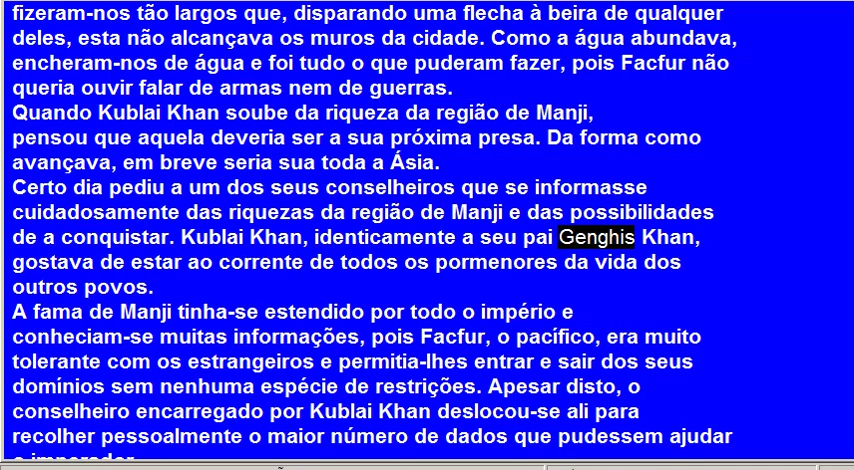 fizeram-nos tão largos que, disparando uma flecha à beira de qualquer
deles, esta não alcançava os muros da cidade. Como a água abundava,
encheram-nos de água e foi tudo o que puderam fazer, pois Facfur não
queria ouvir falar de armas nem de guerras.
Quando Kublai Khan soube da riqueza da região de Manji,
pensou que aquela deveria ser a sua próxima presa. Da forma como
avançava, em breve seria sua toda a Ásia.
Certo dia pediu a um dos seus conselheiros que se informasse
cuidadosamente das riquezas da região de Manji e das possibilidades
de a conquistar. Kublai Khan, identicamente a seu pai Genghis Khan,
gostava de estar ao corrente de todos os pormenores da vida dos
outros povos.
A fama de Manji tinha-se estendido por todo o império e
conheciam-se muitas informações, pois Facfur, o pacífico, era muito
tolerante com os estrangeiros e permitia-lhes entrar e sair dos seus
domínios sem nenhuma espécie de restrições. Apesar disto, o
conselheiro encarregado por Kublai Khan deslocou-se ali para
recolher pessoalmente o maior número de dados que pudessem ajudar
o imperador